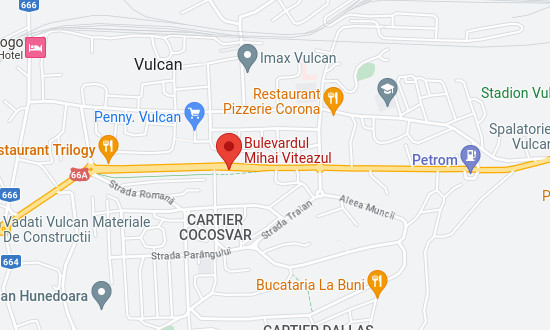 666
ogo
Hotel
Vulcan
Imax Vulcan
Restaurant
Pizzerie Corona
Stadion Vul
Penny. Vulcan
Spalatorie
Vulcan
staurant Trilogy
Bulevardul
Mihai Viteazul
Petrom
66A
Strada Romană
666
P
Vadati Vulcan Materiale
De Constructii
CARTIER
COCOSVAR
Strada Traian
Aleea Muncii
Strada Parângului
664
an Hunedoara
Bucataria La Buni
CARTIER DALLAS